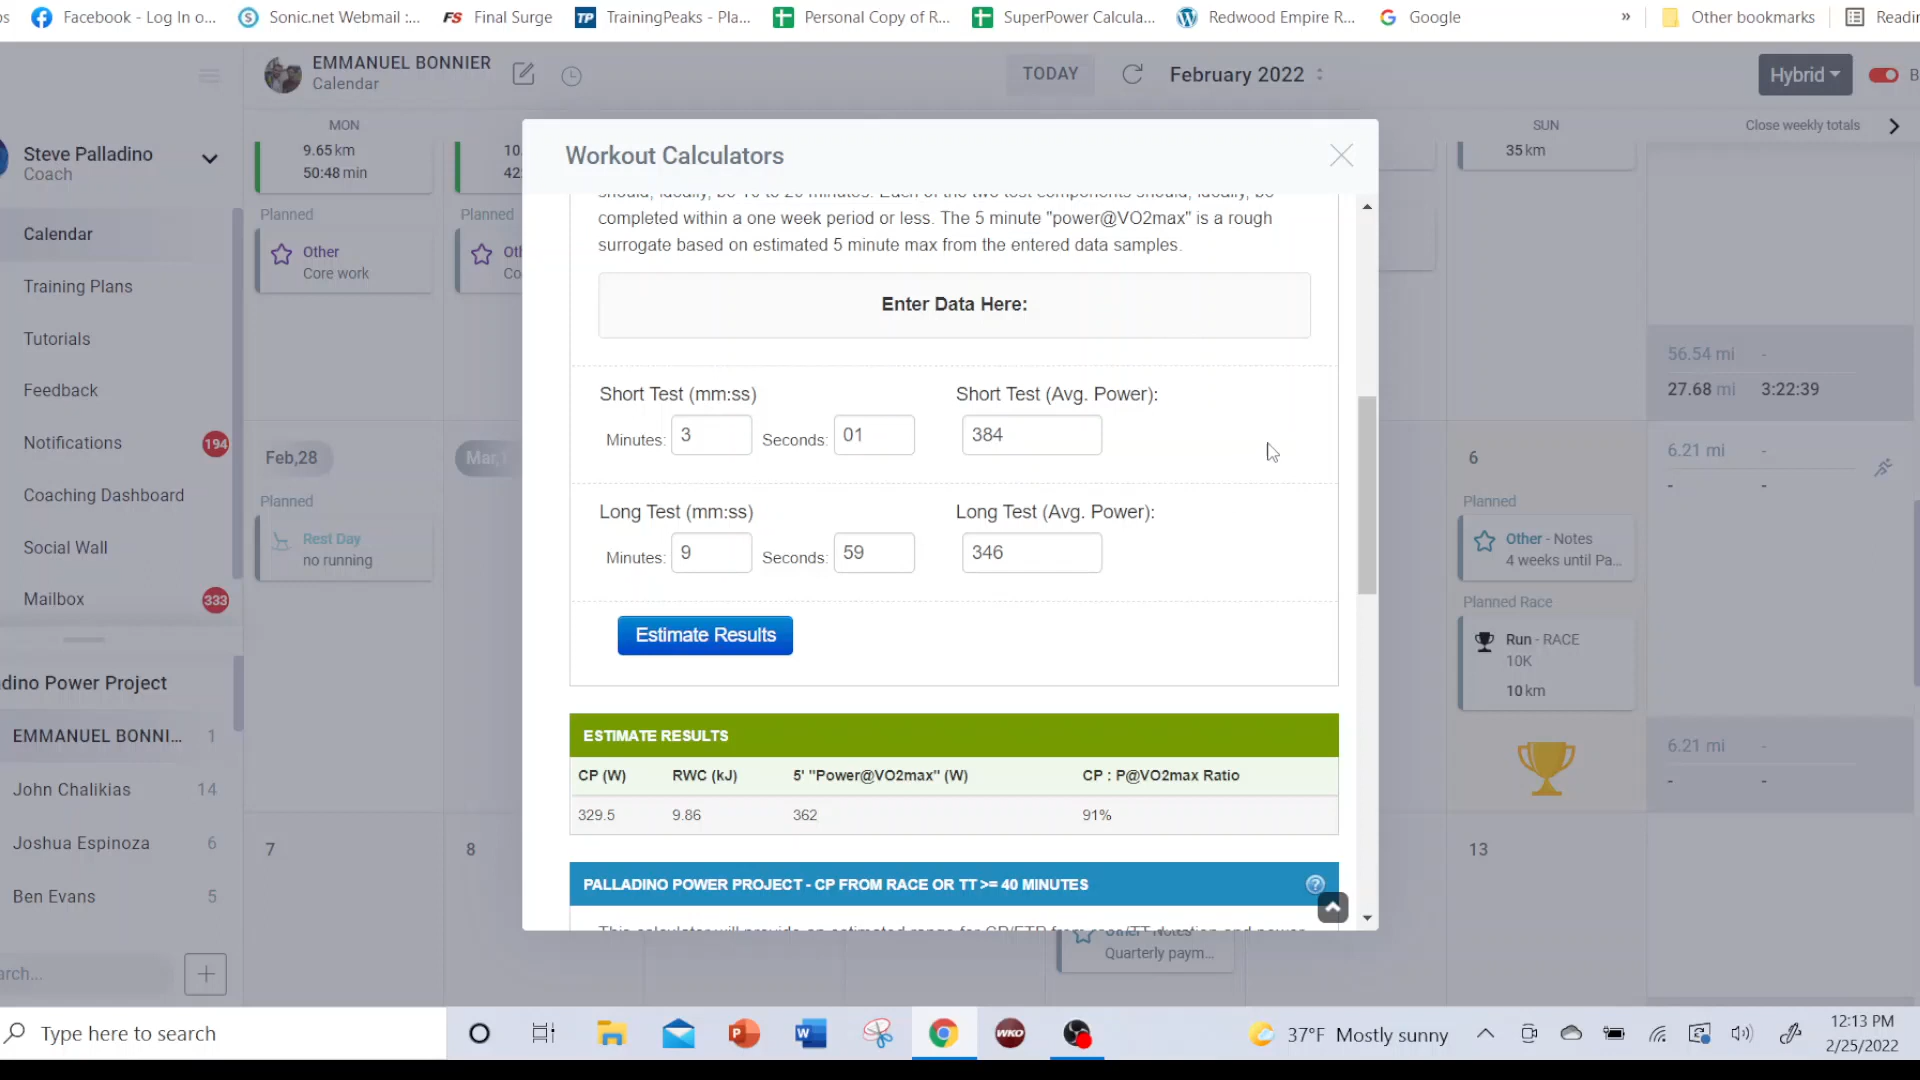 Facebook - Log In o...
Sonic.net Webmail :...
FS Final Surge
TP TrainingPeaks - Pla...
Personal Copy of R...
SuperPower Calcula...
Redwood Empire R...
Google
»
Other bookmarks
EMMANUEL BONNIER
Calendar
TODAY
February 2022
Hybrid
MON
SUN
Close weekly totals
Steve Palladino
Coach
Calendar
Training Plans
Tutorials
Feedback
Notifications 194
Coaching Dashboard
Social Wall
Mailbox 333
EMMANUEL BONNI... 1
John Chalikias 14
Joshua Espinoza 6
Ben Evans 5
9.65 km
50:48 min
Planned
Other
Core work
Planned
Feb,28
Planned
Rest Day
no running
7
8
Workout Calculators
completed within a one week period or less. The 5 minute "power@VO2max" is a rough
surrogate based on estimated 5 minute max from the entered data samples.
Enter Data Here:
Short Test (mm:ss) Short Test (Avg. Power):
Minutes: 3 Seconds: 01 384
Long Test (mm:ss) Long Test (Avg. Power):
Minutes: 9 Seconds: 59 346
Estimate Results
ESTIMATE RESULTS
CP (W) RWC (kJ) 5' "Power@VO2max" (W) CP : P@VO2max Ratio
329.5 9.86 362 91%
PALLADINO POWER PROJECT - CP FROM RACE OR TT >= 40 MINUTES
Quarterly paym...
35 km
6
Planned
Other - Notes
4 weeks until Pa...
Planned Race
Run - RACE
10K
10 km
13
56.54 mi -
27.68 mi 3:22:39
6.21 mi -
- -
6.21 mi -
- -
Type here to search
WKO
37°F Mostly sunny
12:13 PM
2/25/2022